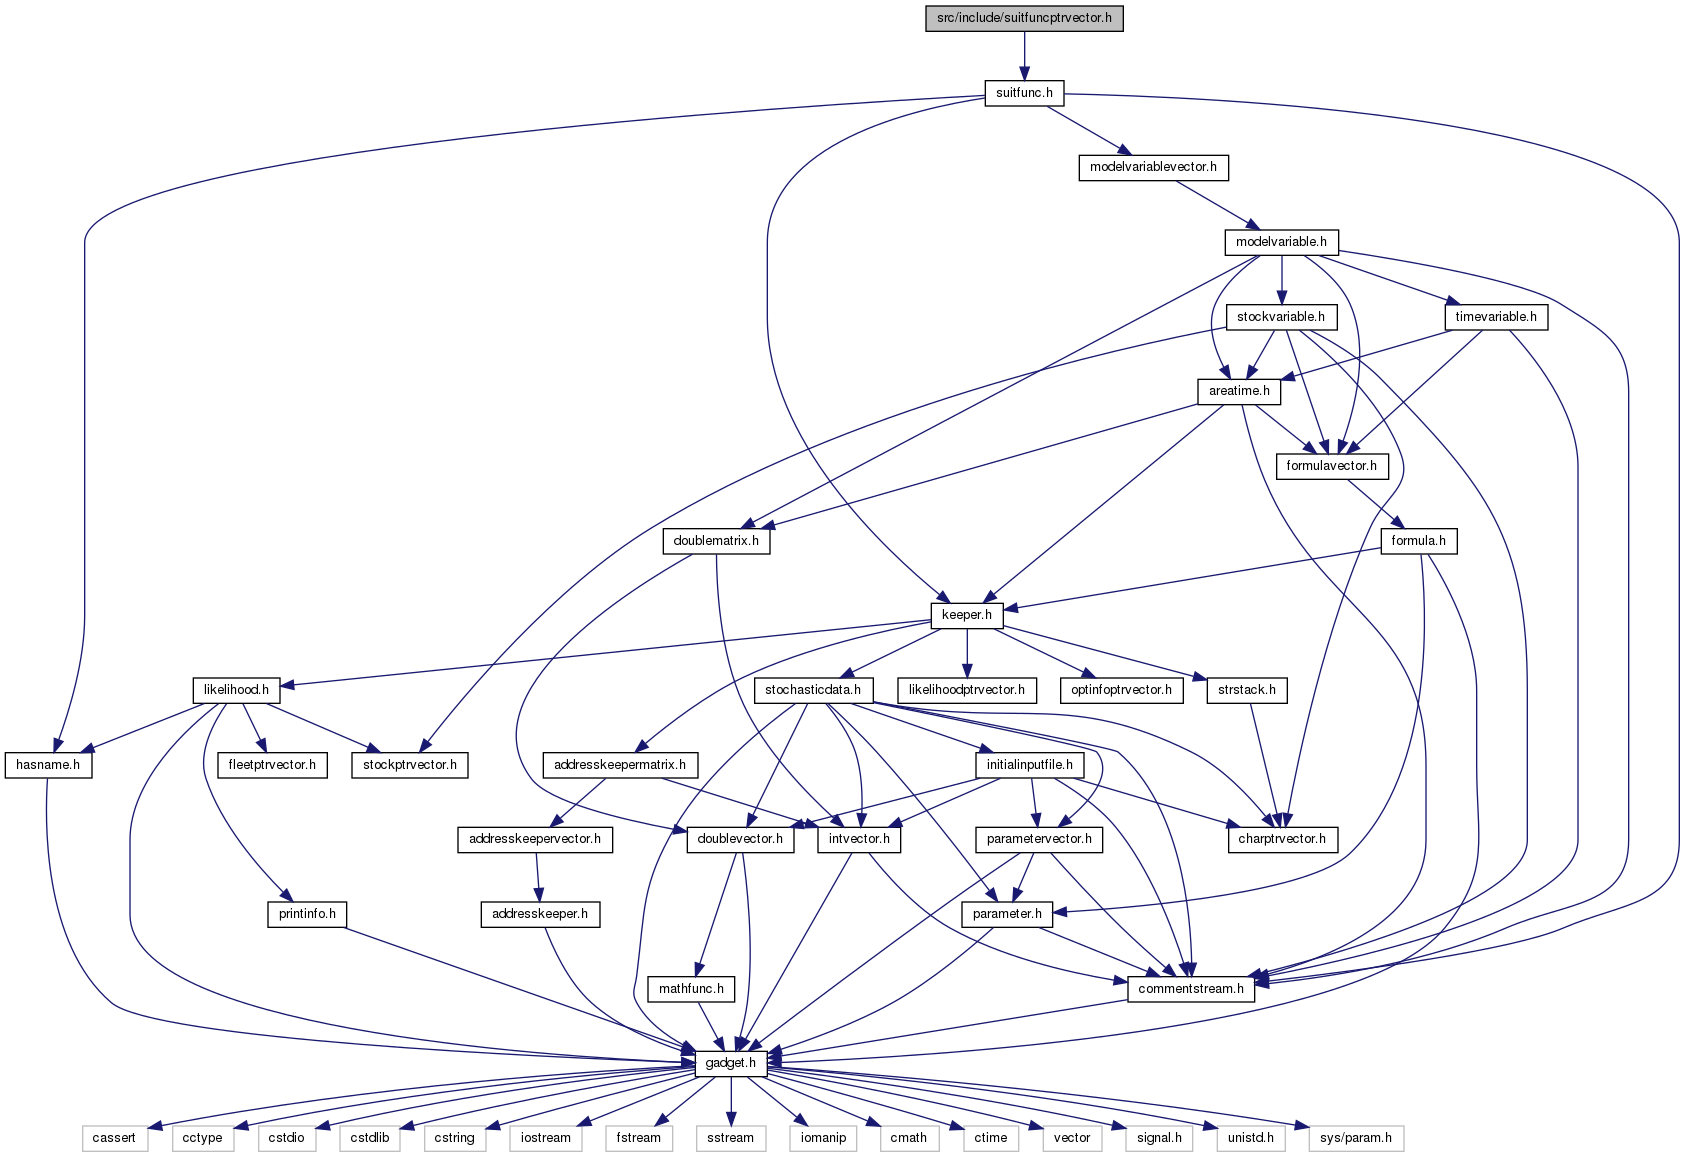 src/include/suitfuncptrvector.h
suitfunc.h
modelvariablevector.h
modelvariable.h
stockvariable.h
timevariable.h
areatime.h
formulavector.h
doublematrix.h
formula.h
keeper.h
likelihood.h
stochasticdata.h
likelihoodptrvector.h
optinfoptrvector.h
strstack.h
hasname.h
fleetptrvector.h
stockptrvector.h
addresskeepermatrix.h
initialinputfile.h
addresskeepervector.h
doublevector.h
intvector.h
parametervector.h
charptrvector.h
printinfo.h
addresskeeper.h
parameter.h
mathfunc.h
commentstream.h
gadget.h
cassert
cctype
cstdio
cstdlib
cstring
iostream
fstream
sstream
iomanip
cmath
ctime
vector
signal.h
unistd.h
sys/param.h